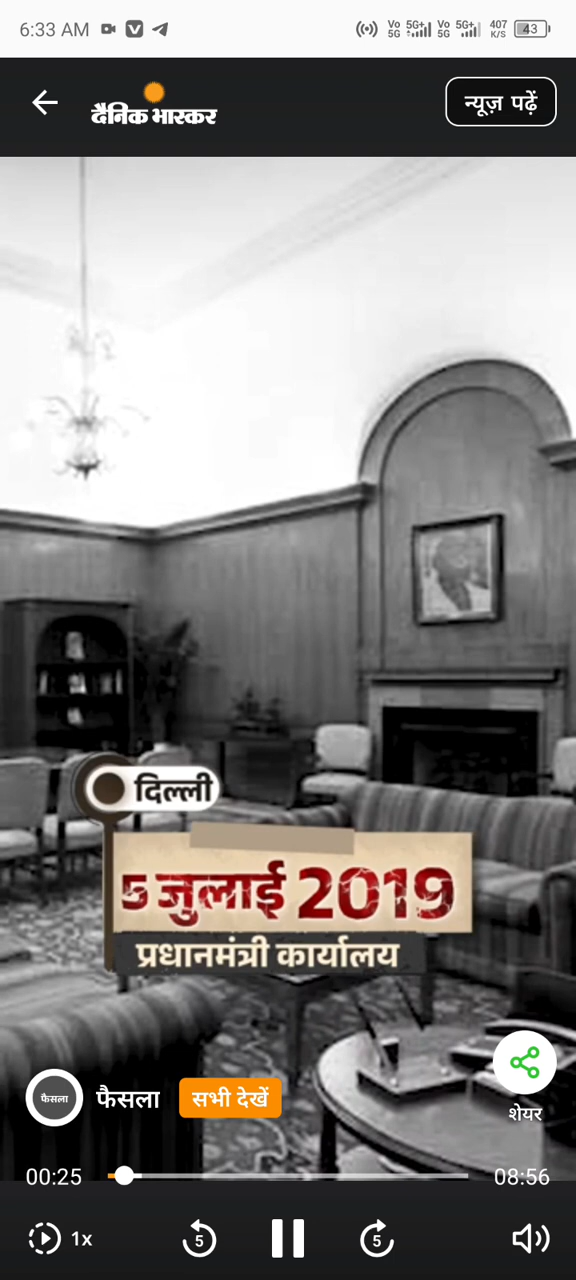 6:33 AM
Vo 5G 5G+ Vo 5G 5G+ 407 K/S 43
दैनिक भास्कर
न्यूज़ पढ़ें
दिल्ली
5 जुलाई 2019
प्रधानमंत्री कार्यालय
फैसला
फैसला
सभी देखें
शेयर
00:25
08:56
1x
5
5